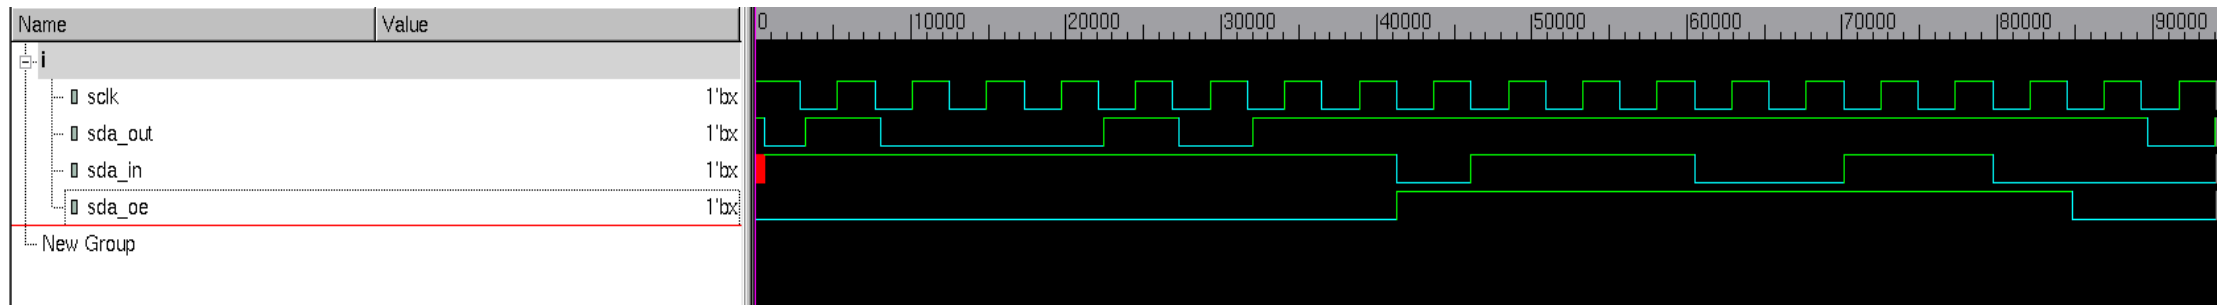 Name Value 0 10000 20000 30000 40000 50000 60000 70000 80000 90000
i
sclk 1'bx
sda_out 1'bx
sda_in 1'bx
sda_oe 1'bx
New Group